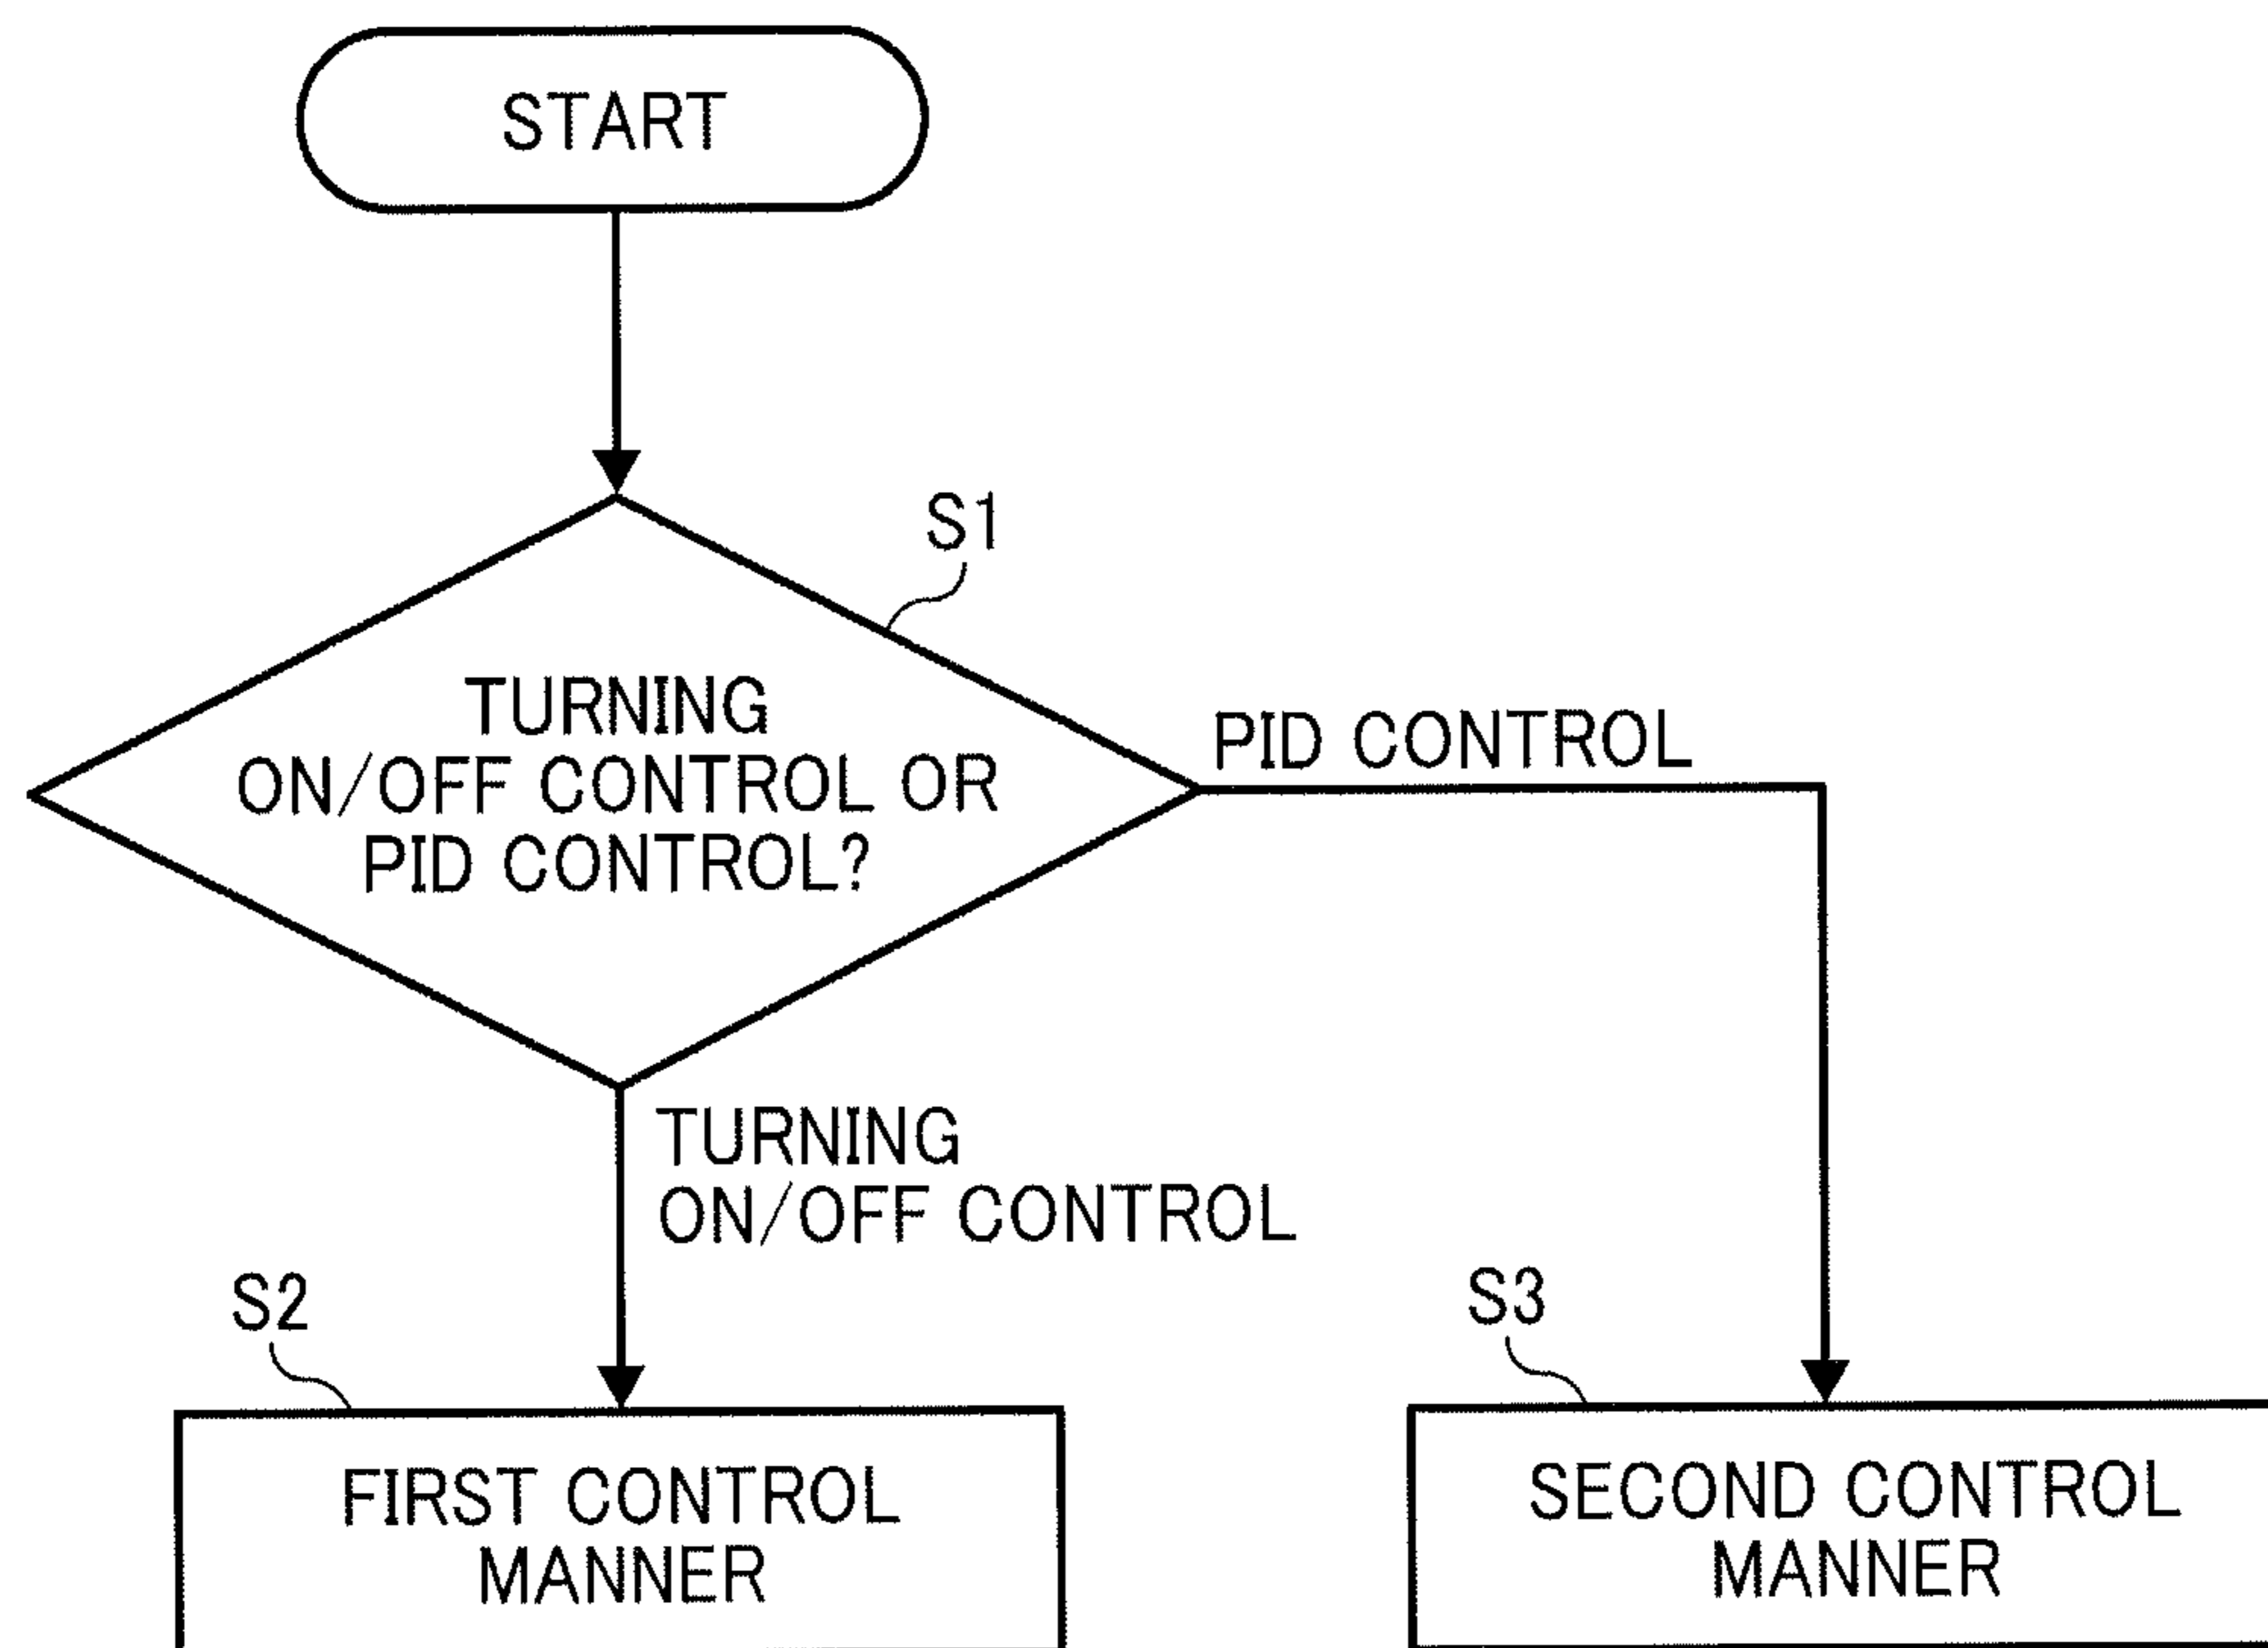 START
S1
TURNING
ON/OFF CONTROL OR
PID CONTROL?
PID CONTROL
TURNING
ON/OFF CONTROL
S2
S3
FIRST CONTROL
MANNER
SECOND CONTROL
MANNER